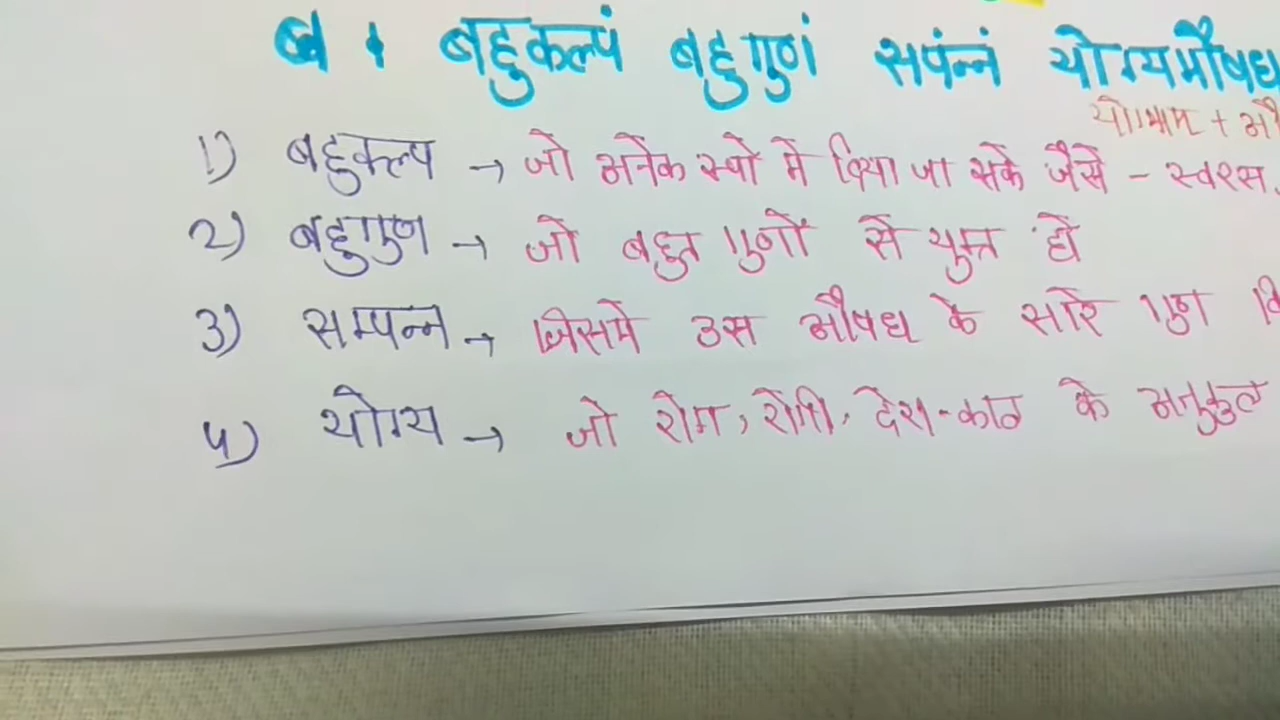 ब । बहुकल्पं बहुगुणं सपंन्नं योग्यमौषध
योग्यम + औ
1) बहुकल्प → जो अनेक रूपो में दिया जा सके जैसे - स्वरस,
2) बहुगुण → जो बहुत गुणों से युक्त हो
3) सम्पन्न → जिसमे उस औषध के सारे गुण वि
4) योग्य → जो रोग, रोगी, देश-काल के अनुकुल